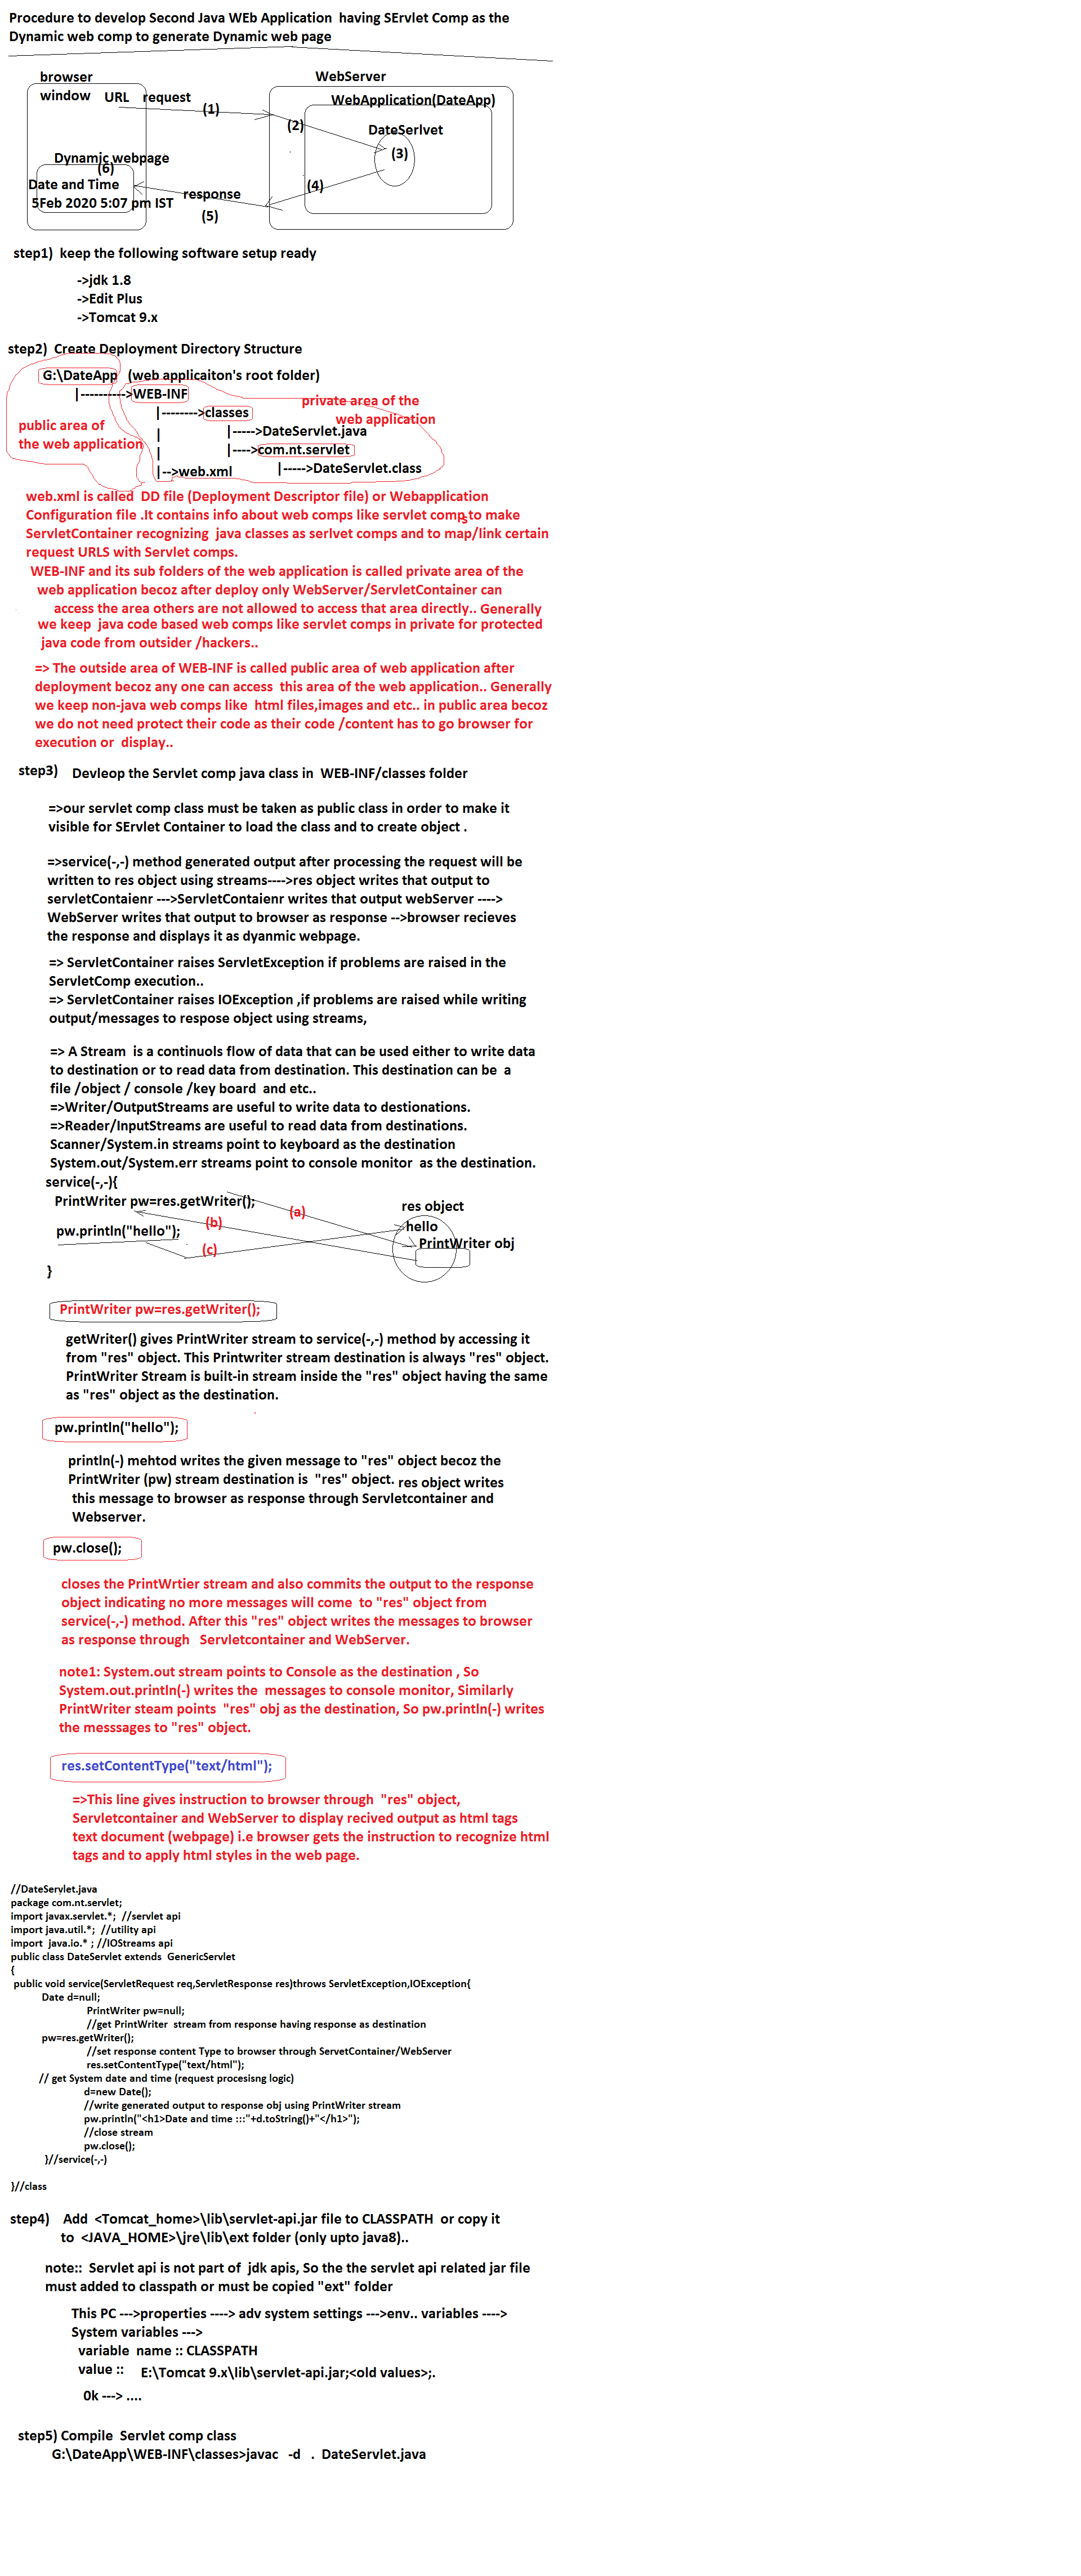 Procedure to develop Second Java WEb Application  having SErvlet Comp as the
Dynamic web comp to generate Dynamic web page
browser
window
URL
request
(1)
WebServer
WebApplication(DateApp)
(2)
DateSerlvet
(3)
Dynamic webpage
(6)
Date and Time
5Feb 2020 5:07 pm IST
response
(5)
(4)
step1)  keep the following software setup ready
->jdk 1.8
->Edit Plus
->Tomcat 9.x
step2)  Create Deployment Directory Structure
G:\DateApp   (web applicaiton's root folder)
|---------->WEB-INF
private area of the
web application
|-------->classes
public area of
the web application
|          |----->DateServlet.java
|          |---->com.nt.servlet
|-->web.xml          |----->DateServlet.class
web.xml is called  DD file (Deployment Descriptor file) or Webapplication
Configuration file .It contains info about web comps like servlet comps to make
ServletContainer recognizing  java classes as serlvet comps and to map/link certain
request URLS with Servlet comps.
WEB-INF and its sub folders of the web application is called private area of the
web application becoz after deploy only WebServer/ServletContainer can
access the area others are not allowed to access that area directly.. Generally
we keep  java code based web comps like servlet comps in private for protected
java code from outsider /hackers..
=> The outside area of WEB-INF is called public area of web application after
deployment becoz any one can access  this area of the web application.. Generally
we keep non-java web comps like  html files,images and etc.. in public area becoz
we do not need protect their code as their code /content has to go browser for
execution or  display..
step3)    Devleop the Servlet comp java class in  WEB-INF/classes folder
=>our servlet comp class must be taken as public class in order to make it
visible for SErvlet Container to load the class and to create object .
=>service(-,-) method generated output after processing the request will be
written to res object using streams---->res object writes that output to
servletContaienr --->ServletContaienr writes that output webServer ---->
WebServer writes that output to browser as response -->browser recieves
the response and displays it as dyanmic webpage.
=> ServletContainer raises ServletException if problems are raised in the
ServletComp execution..
=> ServletContainer raises IOException ,if problems are raised while writing
output/messages to respose object using streams,
=> A Stream  is a continuols flow of data that can be used either to write data
to destination or to read data from destination. This destination can be  a
file /object / console /key board  and etc..
=>Writer/OutputStreams are useful to write data to destionations.
=>Reader/InputStreams are useful to read data from destinations.
Scanner/System.in streams point to keyboard as the destination
System.out/System.err streams point to console monitor  as the destination.
service(-,-){
PrintWriter pw=res.getWriter();
(a)
res object
(b)
hello
pw.println("hello");
PrintWriter obj
(c)
}
PrintWriter pw=res.getWriter();
getWriter() gives PrintWriter stream to service(-,-) method by accessing it
from "res" object. This Printwriter stream destination is always "res" object.
PrintWriter Stream is built-in stream inside the "res" object having the same
as "res" object as the destination.
pw.println("hello");
println(-) mehtod writes the given message to "res" object becoz the
PrintWriter (pw) stream destination is  "res" object. res object writes
this message to browser as response through Servletcontainer and
Webserver.
pw.close();
closes the PrintWrtier stream and also commits the output to the response
object indicating no more messages will come  to "res" object from
service(-,-) method. After this "res" object writes the messages to browser
as response through   Servletcontainer and WebServer.
note1: System.out stream points to Console as the destination , So
System.out.println(-) writes the  messages to console monitor, Similarly
PrintWriter steam points  "res" obj as the destination, So pw.println(-) writes
the messsages to "res" object.
res.setContentType("text/html");
=>This line gives instruction to browser through  "res" object,
Servletcontainer and WebServer to display recived output as html tags
text document (webpage) i.e browser gets the instruction to recognize html
tags and to apply html styles in the web page.
//DateServlet.java
package com.nt.servlet;
import javax.servlet.*;  //servlet api
import java.util.*;  //utility api
import  java.io.* ; //IOStreams api
public class DateServlet extends  GenericServlet
{
public void service(ServletRequest req,ServletResponse res)throws ServletException,IOException{
Date d=null;
PrintWriter pw=null;
//get PrintWriter  stream from response having response as destination
pw=res.getWriter();
//set response content Type to browser through ServetContainer/WebServer
res.setContentType("text/html");
// get System date and time (request procesisng logic)
d=new Date();
//write generated output to response obj using PrintWriter stream
pw.println("<h1>Date and time :::"+d.toString()+"</h1>");
//close stream
pw.close();
}//service(-,-)
}//class
step4)    Add  <Tomcat_home>\lib\servlet-api.jar file to CLASSPATH  or copy it
to  <JAVA_HOME>\jre\lib\ext folder (only upto java8)..
note::  Servlet api is not part of  jdk apis, So the the servlet api related jar file
must added to classpath or must be copied "ext" folder
This PC --->properties ----> adv system settings --->env.. variables ---->
System variables --->
variable  name :: CLASSPATH
value ::    E:\Tomcat 9.x\lib\servlet-api.jar;<old values>;.
0k ---> ....
step5) Compile  Servlet comp class
G:\DateApp\WEB-INF\classes>javac   -d   .  DateServlet.java